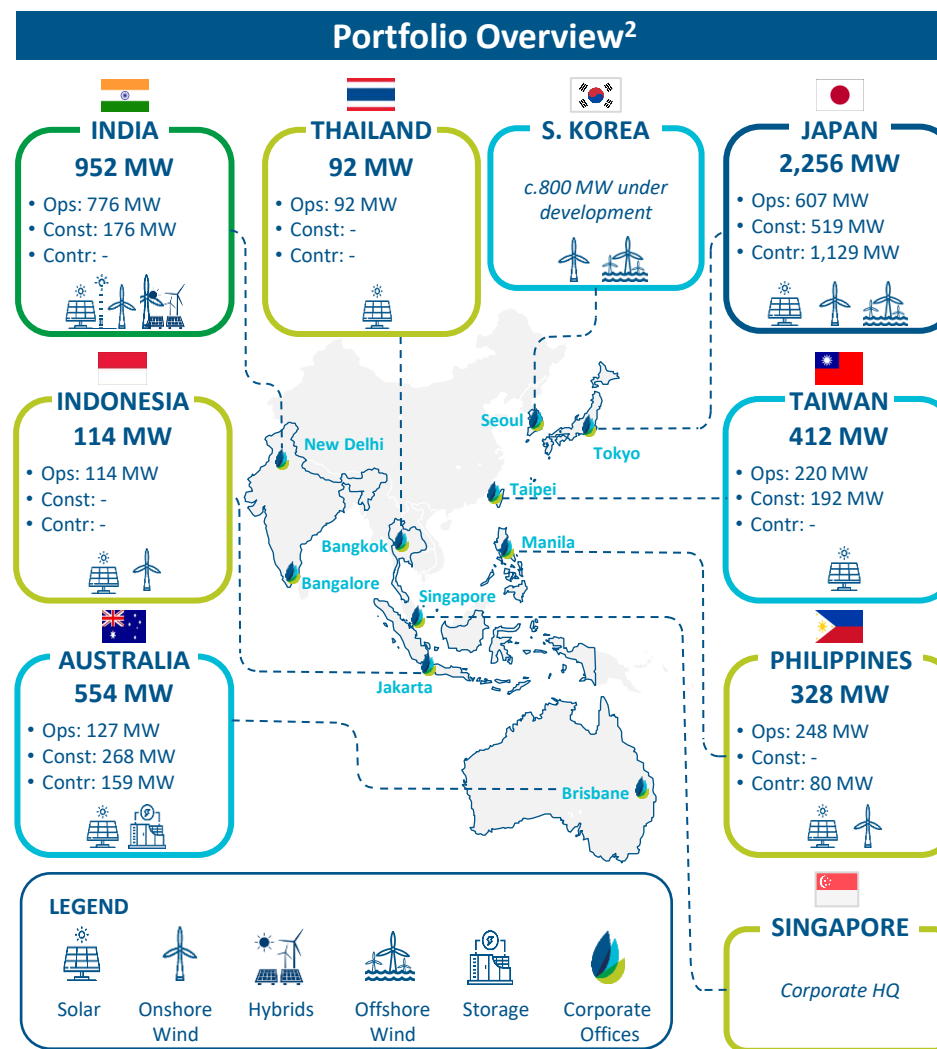 Portfolio Overview2
INDIA
952 MW
• Ops: 776 MW
• Const: 176 MW
• Contr: -
THAILAND
92 MW
• Ops: 92 MW
• Const: -
• Contr: -
S. KOREA
c.800 MW under
development
JAPAN
2,256 MW
• Ops: 607 MW
• Const: 519 MW
• Contr: 1,129 MW
INDONESIA
114 MW
• Ops: 114 MW
• Const: -
• Contr: -
TAIWAN
412 MW
• Ops: 220 MW
• Const: 192 MW
• Contr: -
AUSTRALIA
554 MW
• Ops: 127 MW
• Const: 268 MW
• Contr: 159 MW
PHILIPPINES
328 MW
• Ops: 248 MW
• Const: -
• Contr: 80 MW
SINGAPORE
Corporate HQ
New Delhi
Seoul
Tokyo
Taipei
Bangkok
Manila
Bangalore
Singapore
Jakarta
Brisbane
LEGEND
Solar
Onshore
Wind
Hybrids
Offshore
Wind
Storage
Corporate
Offices